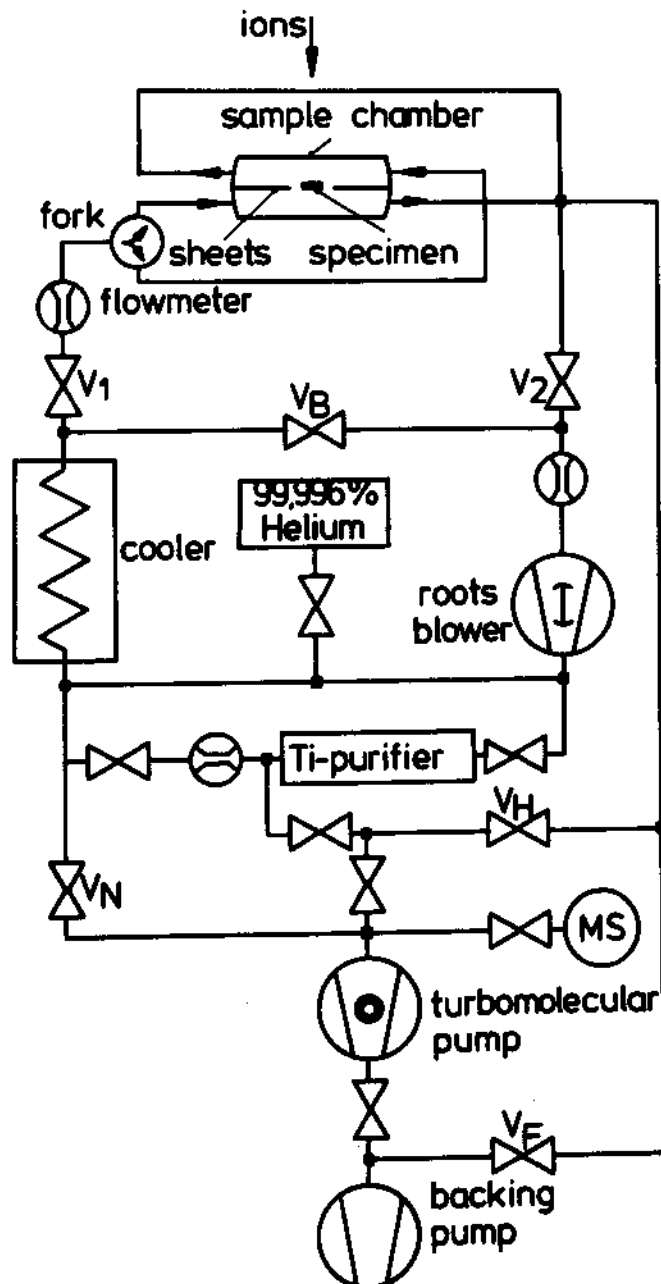 ions
sample chamber
fork
sheets specimen
flowmeter
V1
VB
V2
99,996%
Helium
cooler
roots
blower
Ti-purifier
VH
VN
MS
turbomolecular
pump
VF
backing
pump